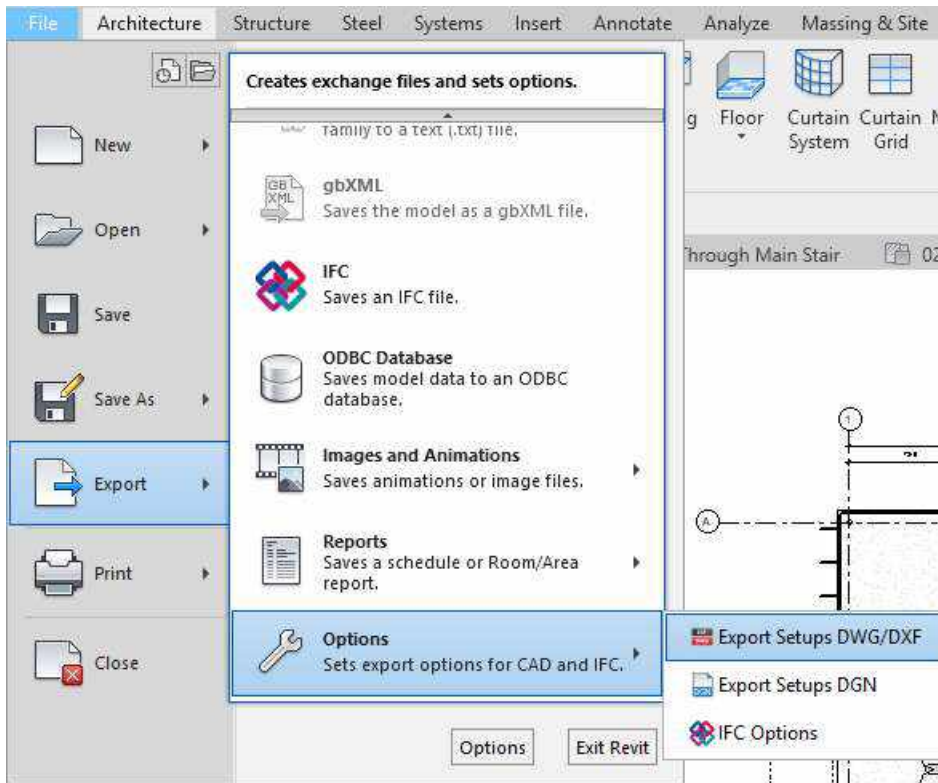 File Architecture Structure Steel Systems Insert Annotate Analyze Massing & Site
Creates exchange files and sets options.
family to a text (.txt) file.
g Floor Curtain System Curtain Grid
New
gbXML
Saves the model as a gbXML file.
Open
hrough Main Stair 02
IFC
Saves an IFC file.
Save
ODBC Database
Saves model data to an ODBC
database.
Save As
Images and Animations
Saves animations or image files.
1
Export
A
Reports
Saves a schedule or Room/Area
report.
Print
Options
Sets export options for CAD and IFC.
Export Setups DWG/DXF
Close
Export Setups DGN
IFC Options
Options Exit Revit